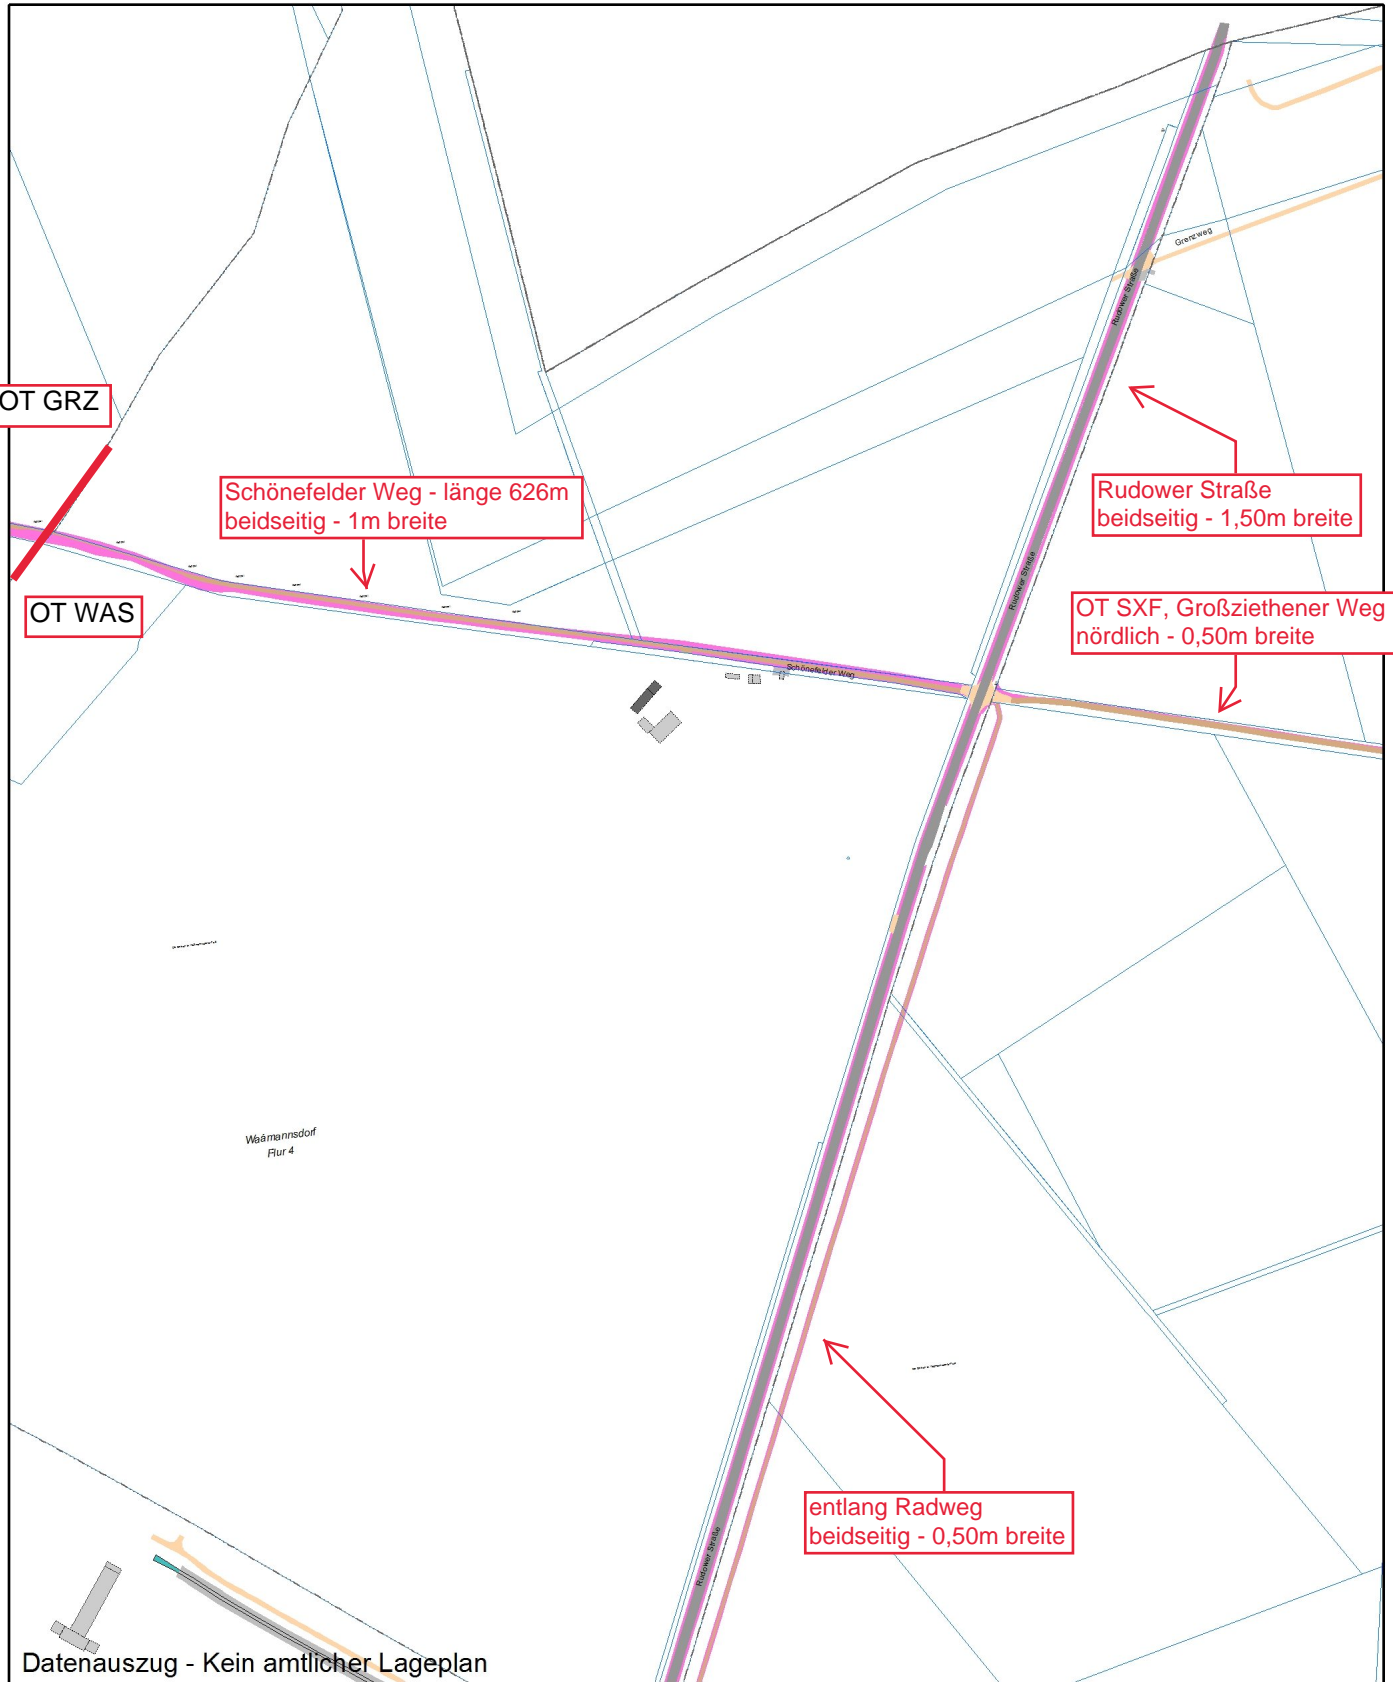 Grenzweg
Rudower Straße
OT GRZ
Schönefelder Weg - länge 626m
beidseitig - 1m breite
Rudower Straße
beidseitig - 1,50m breite
Rudower Straße
OT WAS
OT SXF, Großziethener Weg
nördlich - 0,50m breite
Schönefelder Weg
Waámannsdorf
Flur 4
entlang Radweg
beidseitig - 0,50m breite
Rudower Straße
Datenauszug - Kein amtlicher Lageplan